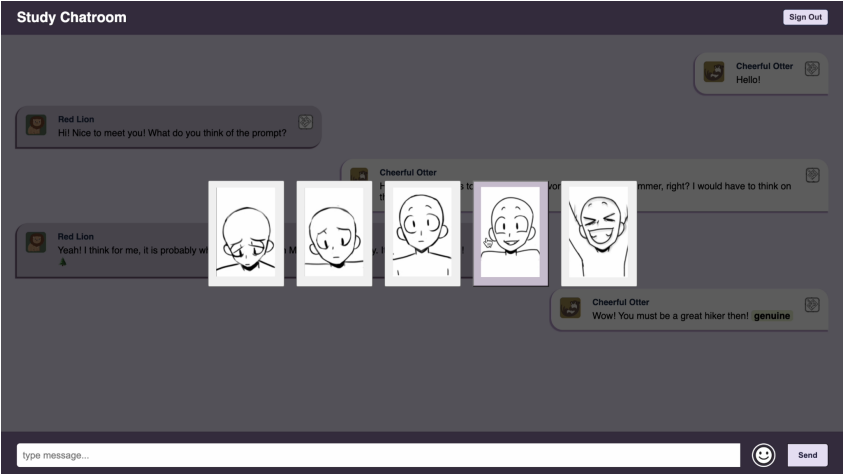 Study Chatroom
Sign Out
Cheerful Otter
Hello!
Red Lion
Hi! Nice to meet you! What do you think of the prompt?
Cheerful Otter
mmer, right? I would have to think on
Red Lion
Yeah! I think for me, it is probably
Cheerful Otter
Wow! You must be a great hiker then! genuine
type message...
Send